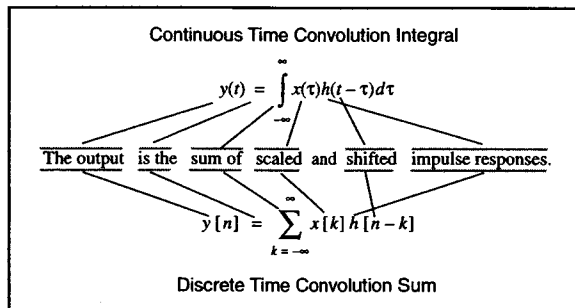 Continuous Time Convolution Integral
y(t) = ∫_{-∞}^{∞} x(τ)h(t − τ)dτ
The output is the sum of scaled and shifted impulse responses.
y[n] = ∑_{k = -∞}^{∞} x[k] h[n − k]
Discrete Time Convolution Sum